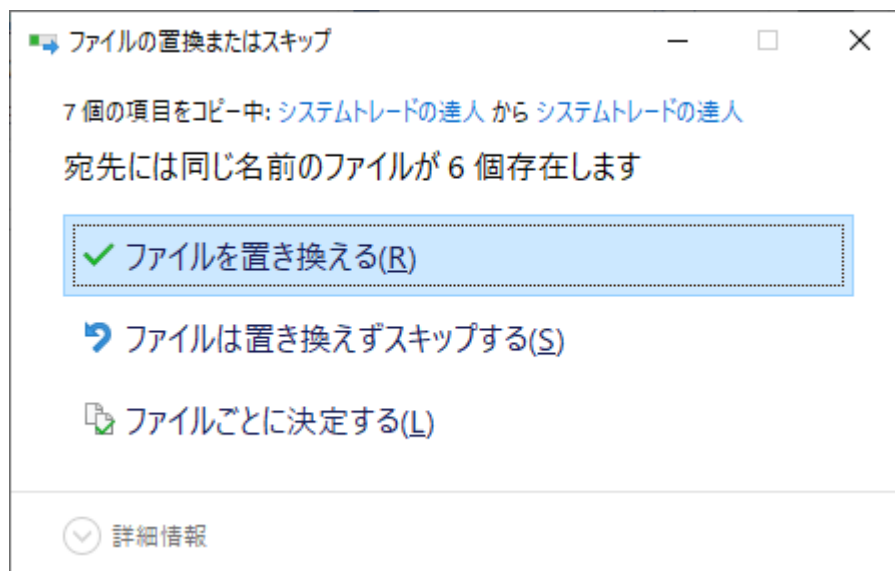 ファイルの置換またはスキップ
7 個の項目をコピー中: システムトレードの達人 から システムトレードの達人
宛先には同じ名前のファイルが 6 個存在します
ファイルを置き換える(R)
ファイルは置き換えずスキップする(S)
ファイルごとに決定する(L)
詳細情報